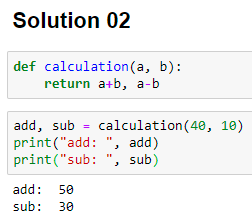 Solution 02
def calculation(a, b):
    return a+b, a-b
add, sub = calculation(40, 10)
print("add: ", add)
print("sub: ", sub)
add:  50
sub:  30